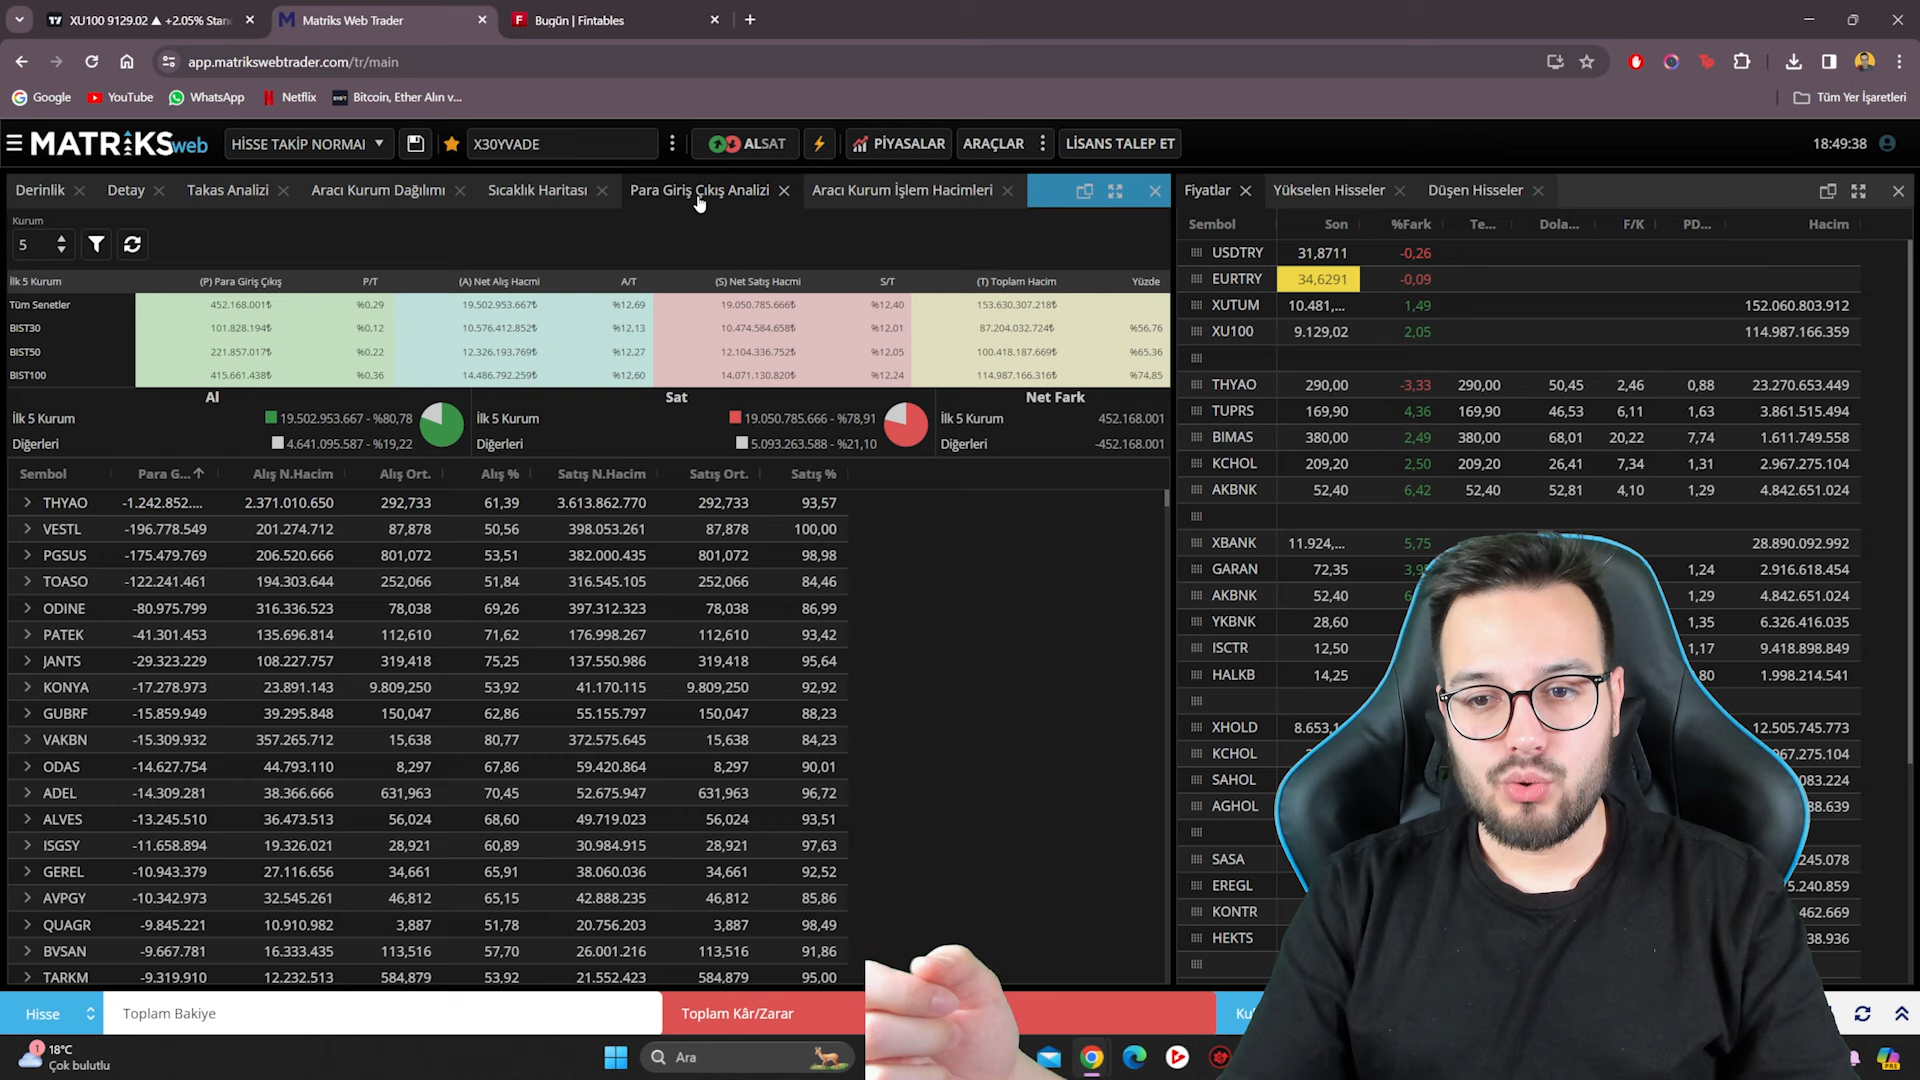 XU100 9129.02 ▲ +2.05% Stan
Matriks Web Trader
Bugün | Fintables
app.matrikswebtrader.com/tr/main
Google
YouTube
WhatsApp
Netflix
Bitcoin, Ether Alın v...
Tüm Yer İşaretleri
MATRİKS web
HİSSE TAKİP NORMAI
X30YVADE
ALSAT
PİYASALAR
ARAÇLAR
LİSANS TALEP ET
18:49:38
Derinlik
Detay
Takas Analizi
Aracı Kurum Dağılımı
Sıcaklık Haritası
Para Giriş Çıkış Analizi
Aracı Kurum İşlem Hacimleri
Fiyatlar
Yükselen Hisseler
Düşen Hisseler
Kurum
5
İlk 5 Kurum (P) Para Giriş Çıkış P/T (A) Net Alış Hacmi A/T (S) Net Satış Hacmi S/T (T) Toplam Hacim Yüzde
Tüm Senetler 452.168.001₺ %0,29 19.502.953.667₺ %12,69 19.050.785.666₺ %12,40 153.630.307.218₺
BIST30 101.828.194₺ %0,12 10.576.412.852₺ %12,13 10.474.584.658₺ %12,01 87.204.032.724₺ %56,76
BIST50 221.857.017₺ %0,22 12.326.193.769₺ %12,27 12.104.336.752₺ %12,05 100.418.187.669₺ %65,36
BIST100 415.661.438₺ %0,36 14.486.792.259₺ %12,60 14.071.130.820₺ %12,24 114.987.166.316₺ %74,85
Al Sat Net Fark
İlk 5 Kurum 19.502.953.667 - %80,78 İlk 5 Kurum 19.050.785.666 - %78,91 İlk 5 Kurum 452.168.001
Diğerleri 4.641.095.587 - %19,22 Diğerleri 5.093.263.588 - %21,10 Diğerleri -452.168.001
Sembol Para G... Alış N.Hacim Alış Ort. Alış % Satış N.Hacim Satış Ort. Satış %
THYAO -1.242.852.... 2.371.010.650 292,733 61,39 3.613.862.770 292,733 93,57
VESTL -196.778.549 201.274.712 87,878 50,56 398.053.261 87,878 100,00
PGSUS -175.479.769 206.520.666 801,072 53,51 382.000.435 801,072 98,98
TOASO -122.241.461 194.303.644 252,066 51,84 316.545.105 252,066 84,46
ODINE -80.975.799 316.336.523 78,038 69,26 397.312.323 78,038 86,99
PATEK -41.301.453 135.696.814 112,610 71,62 176.998.267 112,610 93,42
JANTS -29.323.229 108.227.757 319,418 75,25 137.550.986 319,418 95,64
KONYA -17.278.973 23.891.143 9.809,250 53,92 41.170.115 9.809,250 92,92
GUBRF -15.859.949 39.295.848 150,047 62,86 55.155.797 150,047 88,23
VAKBN -15.309.932 357.265.712 15,638 80,77 372.575.645 15,638 84,23
ODAS -14.627.754 44.793.110 8,297 67,86 59.420.864 8,297 90,01
ADEL -14.309.281 38.366.666 631,963 70,45 52.675.947 631,963 96,72
ALVES -13.245.510 36.473.513 56,024 68,60 49.719.023 56,024 93,51
ISGSY -11.658.894 19.326.021 28,921 60,89 30.984.915 28,921 97,63
GEREL -10.943.379 27.116.656 34,661 65,91 38.060.036 34,661 92,52
AVPGY -10.342.973 32.545.261 46,812 65,15 42.888.235 46,812 85,86
QUAGR -9.845.221 10.910.982 3,887 51,78 20.756.203 3,887 98,49
BVSAN -9.667.781 16.333.435 113,516 57,70 26.001.216 113,516 91,86
TARKM -9.319.910 12.232.513 584,879 53,92 21.552.423 584,879 95,00
Sembol Son %Fark Te... Dola... F/K PD... Hacim
USDTRY 31,8711 -0,26
EURTRY 34,6291 -0,09
XUTUM 10.481,... 1,49 152.060.803.912
XU100 9.129,02 2,05 114.987.166.359
THYAO 290,00 -3,33 290,00 50,45 2,46 0,88 23.270.653.449
TUPRS 169,90 4,36 169,90 46,53 6,11 1,63 3.861.515.494
BIMAS 380,00 2,49 380,00 68,01 20,22 7,74 1.611.749.558
KCHOL 209,20 2,50 209,20 26,41 7,34 1,31 2.967.275.104
AKBNK 52,40 6,42 52,40 52,81 4,10 1,29 4.842.651.024
XBANK 11.924,... 5,75 28.890.092.992
GARAN 72,35 1,24 2.916.618.454
AKBNK 52,40 1,29 4.842.651.024
YKBNK 28,60 1,35 6.326.416.035
ISCTR 12,50 1,17 9.418.898.849
HALKB 14,25 80 1.998.214.541
XHOLD 8.653,1 12.505.745.773
KCHOL 967.275.104
SAHOL 083.224
AGHOL 38.639
SASA .245.078
EREGL 5.240.859
KONTR 462.669
HEKTS 38.936
Hisse
Toplam Bakiye
Toplam Kâr/Zarar
Ku
1
18°C
Çok bulutlu
Ara